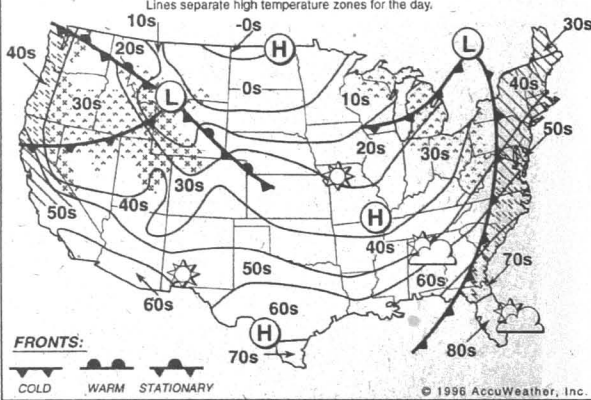 Lines separate high temperature zones for the day.
10s
-0s
H
L
30s
40s
20s
40s
L
0s
10s
30s
50s
20s
30s
30s
40s
H
50s
40s
50s
60s
70s
60s
60s
H
70s
80s
FRONTS:
COLD WARM STATIONARY
© 1996 AccuWeather, Inc.